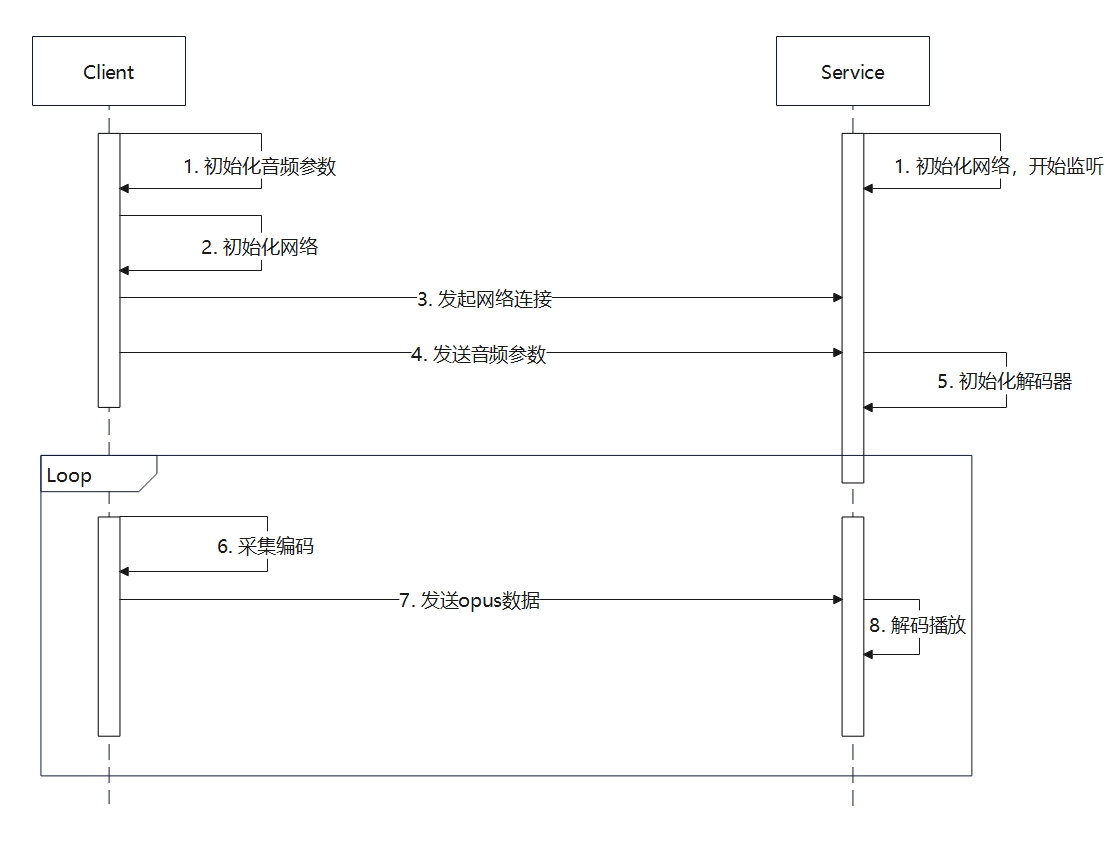 Client
Service
1. 初始化音频参数
1. 初始化网络，开始监听
2. 初始化网络
3. 发起网络连接
4. 发送音频参数
5. 初始化解码器
Loop
6. 采集编码
7. 发送opus数据
8. 解码播放